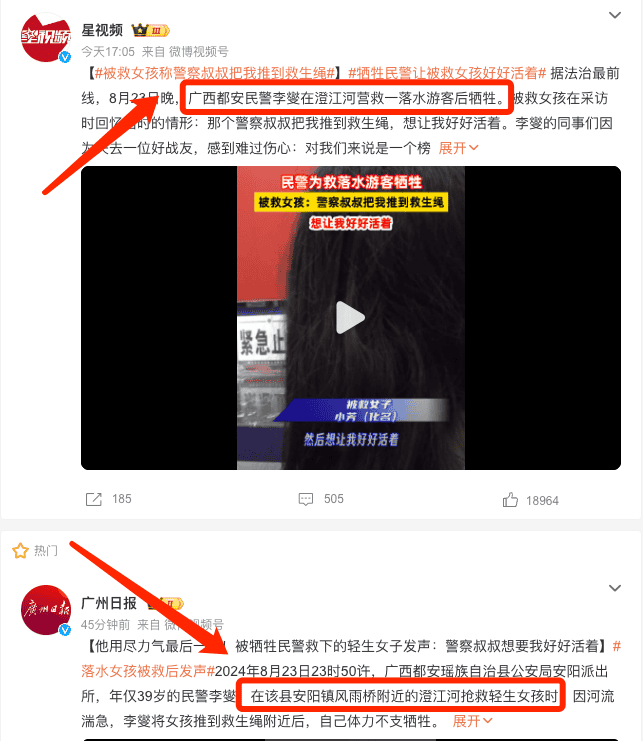 星视频
今天17:05 来自 微博视频号
【#被救女孩称警察叔叔把我推到救生绳#】#牺牲民警让被救女孩好好活着# 据法治最前
线，8月23日晚，广西都安民警李燮在澄江河营救一落水游客后牺牲。被救女孩在采访
时回忆 时的情形：那个警察叔叔把我推到救生绳，想让我好好活着。李燮的同事们因
为 去一位好战友，感到难过伤心：对我们来说是一个榜 展开
民警为救落水游客牺牲
被救女孩：警察叔叔把我推到救生绳
想让我好好活着
紧急止
被救女子
小芳（化名）
然后想让我好好活着
185
505
18964
热门
广州日报
45分钟前 来自 微博视频号
【他用尽力气最后一 被牺牲民警救下的轻生女子发声：警察叔叔想要我好好活着】#
落水女孩被救后发声#2024年8月23日23时50许，广西都安瑶族自治县公安局安阳派出
所，年仅39岁的民警李燮 在该县安阳镇风雨桥附近的澄江河抢救轻生女孩时 因河流
湍急，李燮将女孩推到救生绳附近后，自己体力不支牺牲。 展开